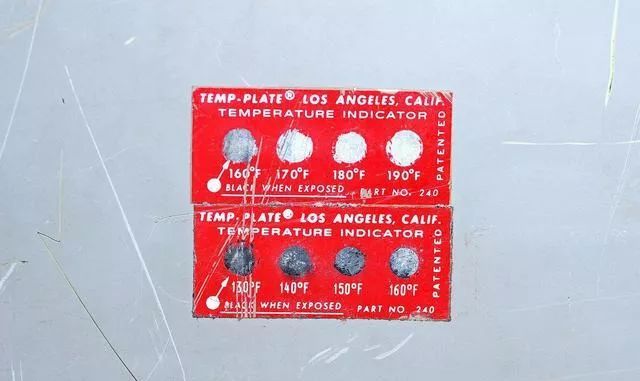 TEMP-PLATE® LOS ANGELES, CALIF.
TEMPERATURE INDICATOR
160°F 170°F 180°F 190°F
BLACK WHEN EXPOSED PART NO. 240
PATENTED
TEMP-PLATE® LOS ANGELES, CALIF.
TEMPERATURE INDICATOR
130°F 140°F 150°F 160°F
BLACK WHEN EXPOSED PART NO. 240
PATENTED